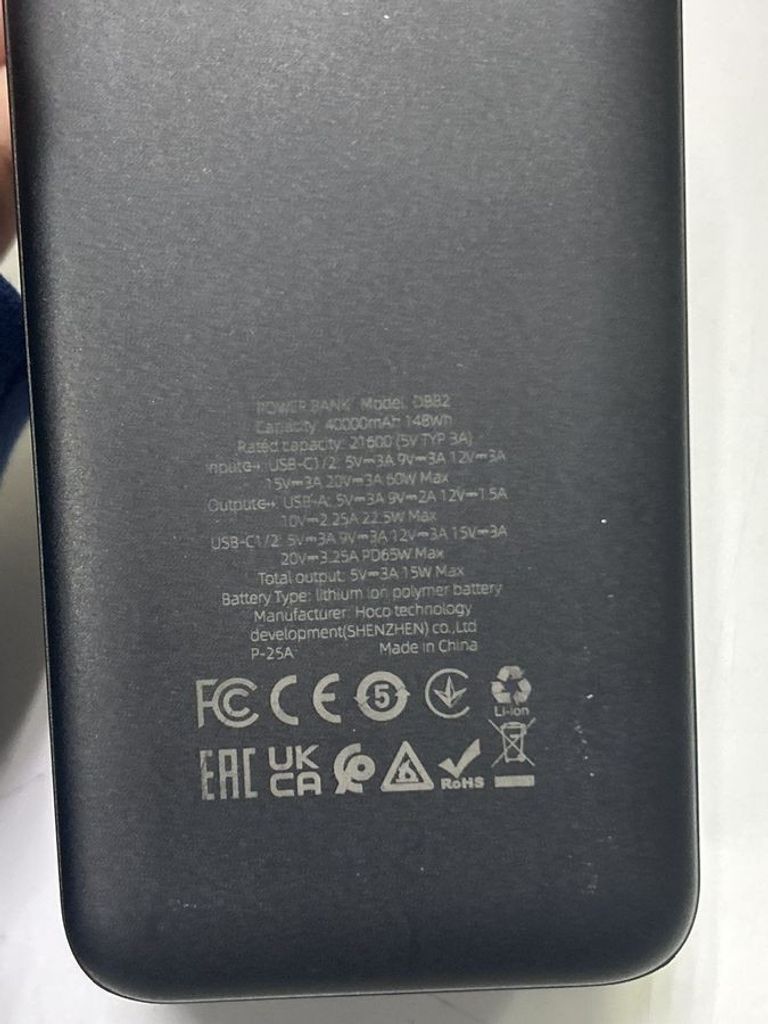 POWER BANK Model: DBB2
Capacity: 40000mAh 148Wh
Rated capacity: 21600 (5V TYP 3A)
Input: USB-C1/2: 5V⎓3A 9V⎓3A 12V⎓3A
15V⎓3A 20V⎓3A 60W Max
Output: USB-A: 5V⎓3A 9V⎓2A 12V⎓1.5A
10V⎓2.25A 22.5W Max
USB-C1/2: 5V⎓3A 9V⎓3A 12V⎓3A 15V⎓3A
20V⎓3.25A PD65W Max
Total output: 5V⎓3A 15W Max
Battery Type: lithium ion polymer battery
Manufacturer: Hoco technology
development(SHENZHEN) co.,Ltd
P-25A Made in China
FC CE 5
Li-ion
EAC UK CA RoHS